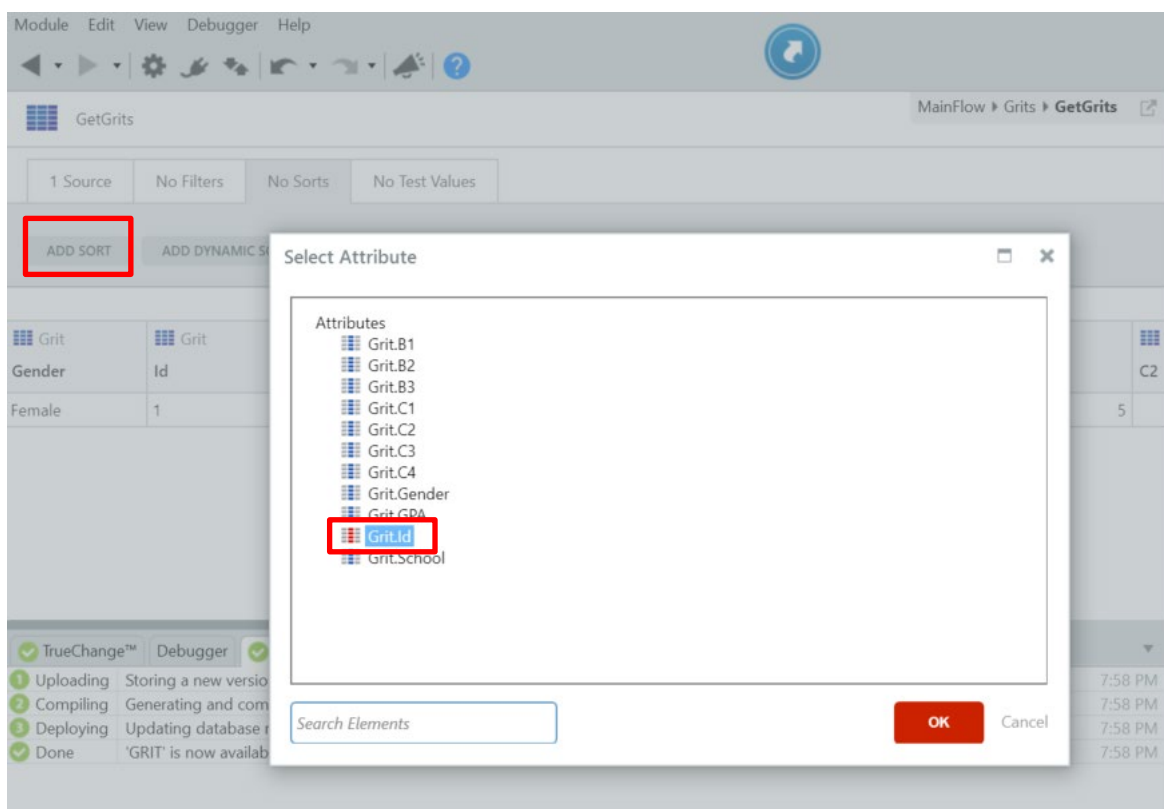 Module Edit View Debugger Help
?
GetGrits
MainFlow Grits GetGrits
1 Source No Filters No Sorts No Test Values
ADD SORT ADD DYNAMIC
Select Attribute
Attributes
Grit.B1
Grit.B2
Grit.B3
Grit.C1
Grit.C2
Grit.C3
Grit.C4
Grit.Gender
Grit.GPA
Grit.Id
Grit.School
Grit Grit
Gender Id C2
Female 1 5
TrueChange™ Debugger
1 Uploading Storing a new 7:58 PM
2 Compiling Generating and 7:58 PM
3 Deploying Updating database 7:58 PM
Done 'GRIT' is now 7:58 PM
Search Elements
OK Cancel